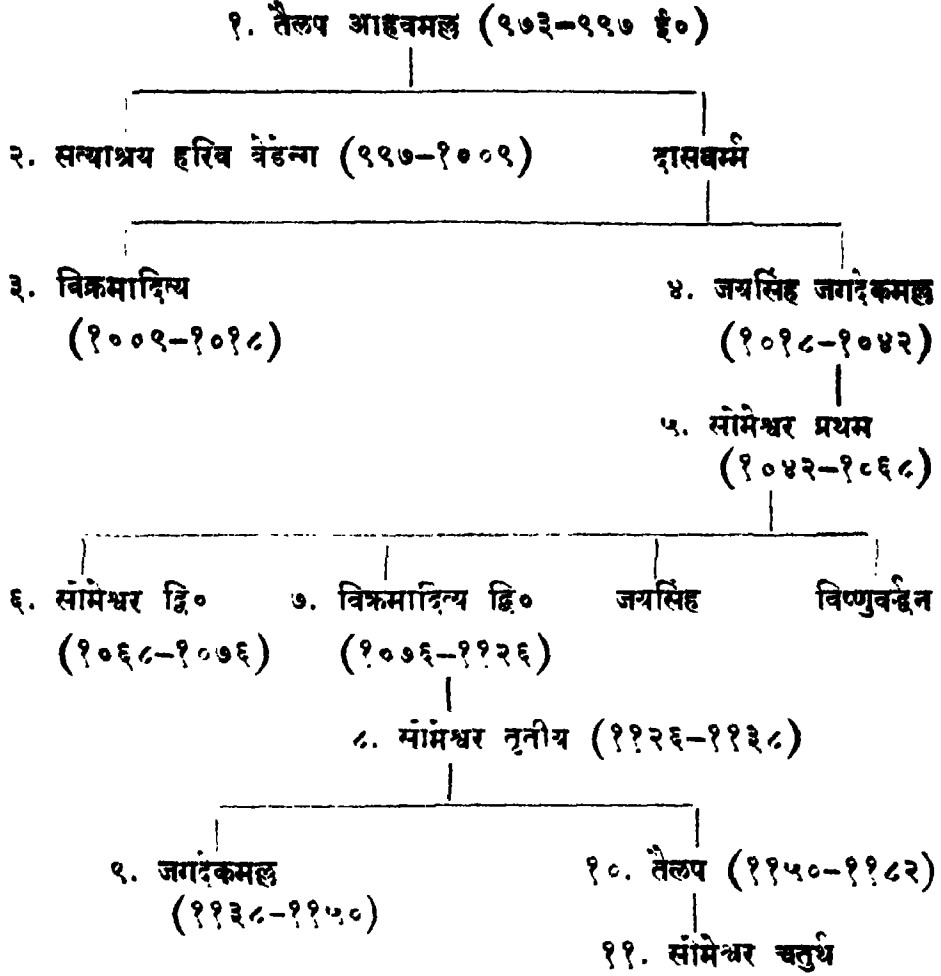 १. तैलप आहवमल्ल (९७३–९९७ ई०)
२. सत्याश्रय हरिव वेडेन्ग (९९७–१००९) दासवर्म्म
३. विक्रमादित्य ४. जयसिंह जगदेकमल्ल
(१००९–१०१८) (१०१८–१०४२)
५. सोमेश्वर प्रथम
(१०४२–१०६८)
६. सोमेश्वर द्वि० ७. विक्रमादित्य द्वि० जयसिंह विष्णुवर्द्धन
(१०६८–१०७६) (१०७६–११२६)
८. सोमेश्वर तृतीय (११२६–११३८)
९. जगदेकमल्ल १०. तैलप (११५०–११८२)
(११३८–११५०)
११. सोमेश्वर चतुर्थ